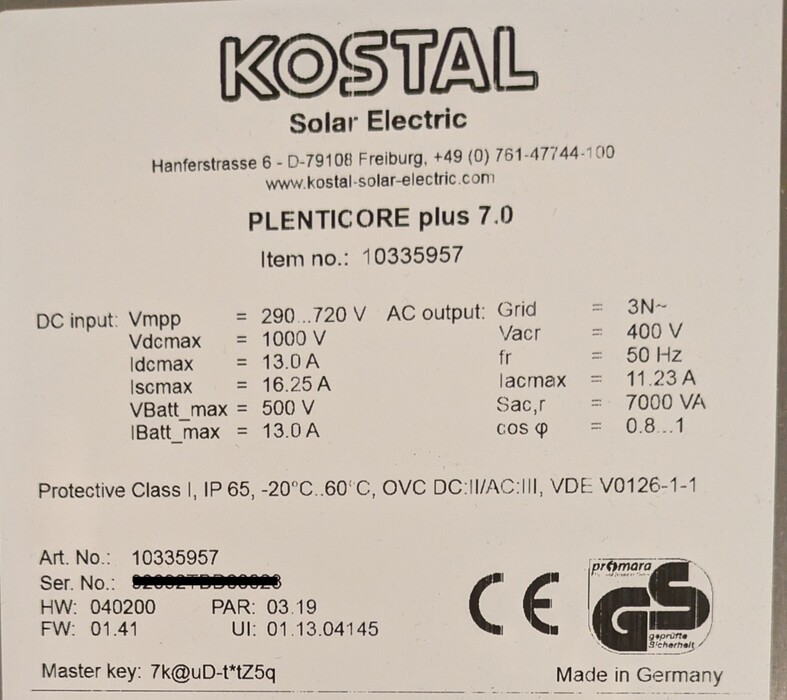 KOSTAL
Solar Electric
Hanferstrasse 6 - D-79108 Freiburg, +49 (0) 761-47744-100
www.kostal-solar-electric.com
PLENTICORE plus 7.0
Item no.: 10335957
DC input: Vmpp = 290...720 V AC output: Grid = 3N~
Vdcmax = 1000 V Vacr = 400 V
Idcmax = 13.0 A fr = 50 Hz
Iscmax = 16.25 A Iacmax = 11.23 A
VBatt_max = 500 V Sac,r = 7000 VA
IBatt_max = 13.0 A cos φ = 0.8...1
Protective Class I, IP 65, -20°C..60°C, OVC DC:II/AC:III, VDE V0126-1-1
Art. No.: 10335957
Ser. No.:
HW: 040200 PAR: 03.19
FW: 01.41 UI: 01.13.04145
Master key: 7k@uD-t*tZ5q
CE
prömara
GS
geprüfte
Sicherheit
Made in Germany